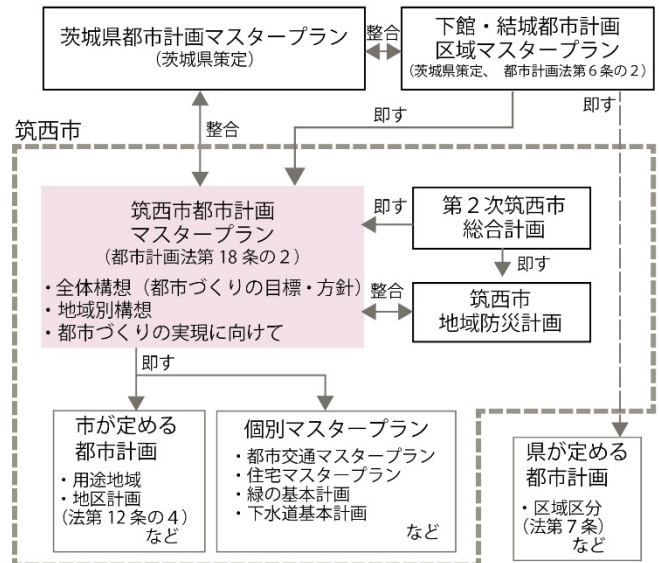 茨城県都市計画マスタープラン
（茨城県策定）
整合
下館・結城都市計画
区域マスタープラン
（茨城県策定、 都市計画法第６条の２）
即す
即す
整合
筑西市
筑西市都市計画
マスタープラン
（都市計画法第 18 条の２）
・全体構想（都市づくりの目標・方針）
・地域別構想
・都市づくりの実現に向けて
即す
第２次筑西市
総合計画
即す
整合
筑西市
地域防災計画
即す
市が定める
都市計画
・用途地域
・地区計画
（法第 12 条の４）
など
個別マスタープラン
・都市交通マスタープラン
・住宅マスタープラン
・緑の基本計画
・下水道基本計画
など
県が定める
都市計画
・区域区分
（法第７条）
など